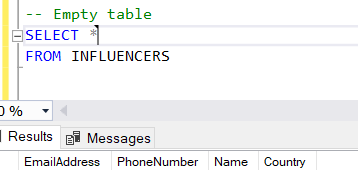 -- Empty table
SELECT *
FROM INFLUENCERS
0 %
Results Messages
EmailAddress PhoneNumber Name Country